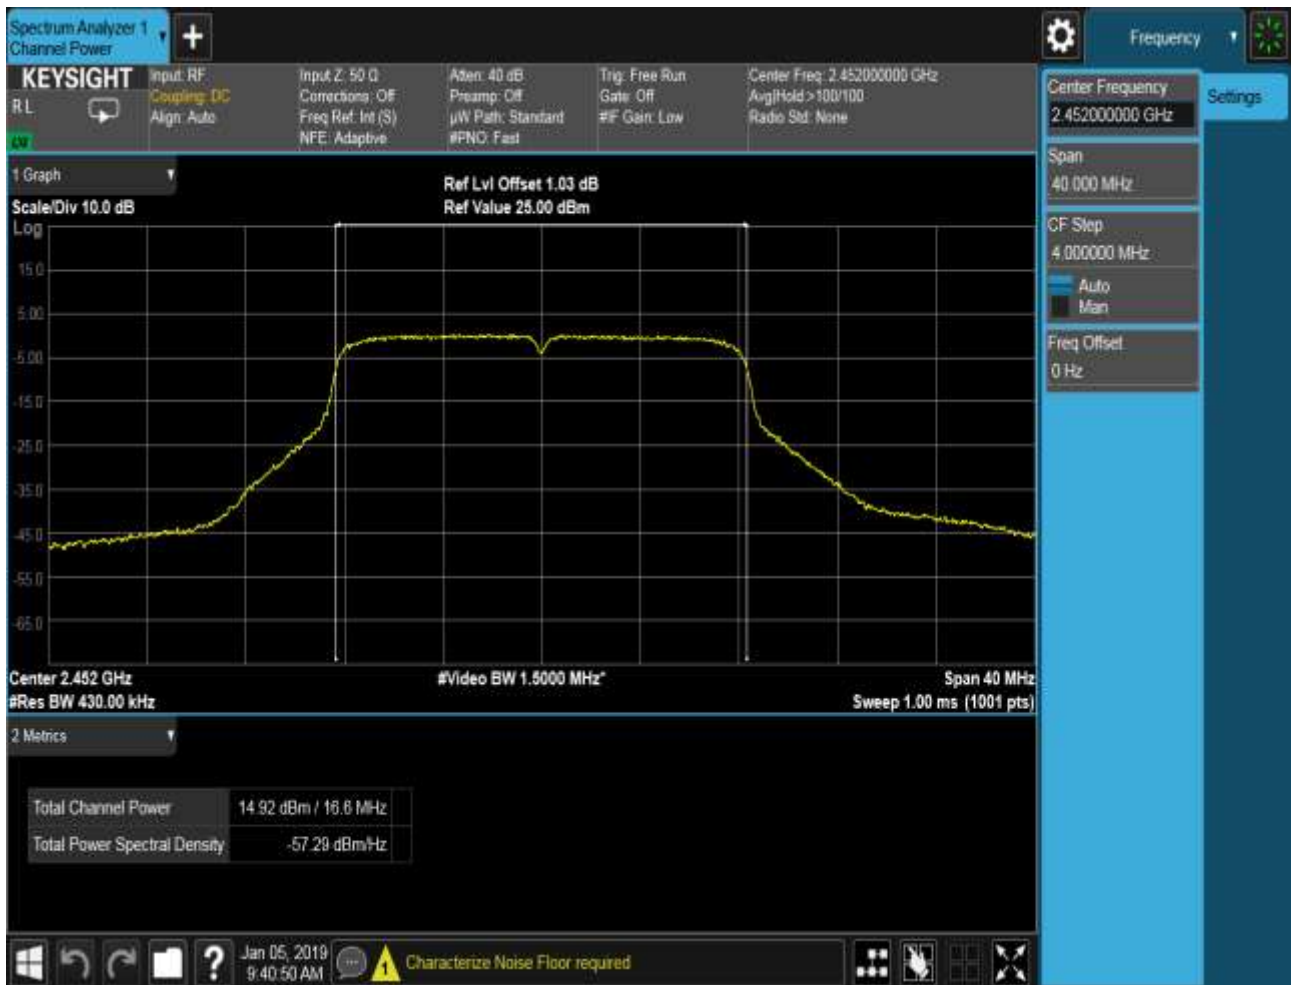 Spectrum Analyzer 1
Channel Power
Frequency
KEYSIGHT
R L
Input: RF
Coupling: DC
Align: Auto
Input Z: 50 Ω
Corrections: Off
Freq Ref: Int (S)
NFE: Adaptive
Atten: 40 dB
Preamp: Off
µW Path: Standard
#PNO: Fast
Trig: Free Run
Gate: Off
#IF Gain: Low
Center Freq: 2.452000000 GHz
Avg|Hold:>100/100
Radio Std: None
Center Frequency
2.452000000 GHz
Settings
Span
40.000 MHz
CF Step
4.000000 MHz
Auto
Man
Freq Offset
0 Hz
1 Graph
Scale/Div 10.0 dB
Ref Lvl Offset 1.03 dB
Ref Value 25.00 dBm
Log
15.0
5.00
-5.00
-15.0
-25.0
-35.0
-45.0
-55.0
-65.0
Center 2.452 GHz
#Video BW 1.5000 MHz*
Span 40 MHz
#Res BW 430.00 kHz
Sweep 1.00 ms (1001 pts)
2 Metrics
Total Channel Power
14.92 dBm / 16.6 MHz
Total Power Spectral Density
-57.29 dBm/Hz
Jan 05, 2019
9:40:50 AM
1
Characterize Noise Floor required